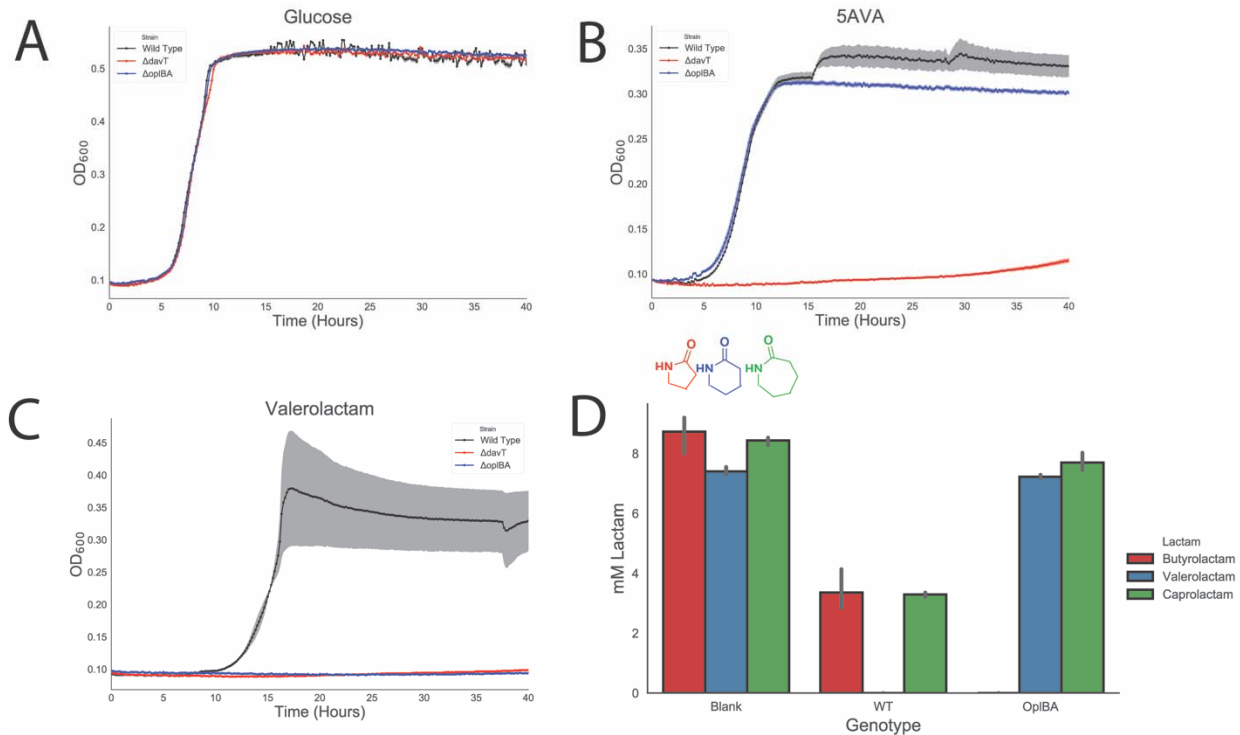 A
Glucose
Strain
Wild Type
ΔdavT
ΔoplBA
OD600
0.5
0.4
0.3
0.2
0.1
0 5 10 15 20 25 30 35 40
Time (Hours)
B
5AVA
Strain
Wild Type
ΔdavT
ΔoplBA
OD600
0.35
0.30
0.25
0.20
0.15
0.10
0 5 10 15 20 25 30 35 40
Time (Hours)
C
Valerolactam
Strain
Wild Type
ΔdavT
ΔoplBA
OD600
0.45
0.40
0.35
0.30
0.25
0.20
0.15
0.10
0 5 10 15 20 25 30 35 40
Time (Hours)
O O O
HN HN HN
D
mM Lactam
8
6
4
2
0
Blank WT OplBA
Genotype
Lactam
Butyrolactam
Valerolactam
Caprolactam